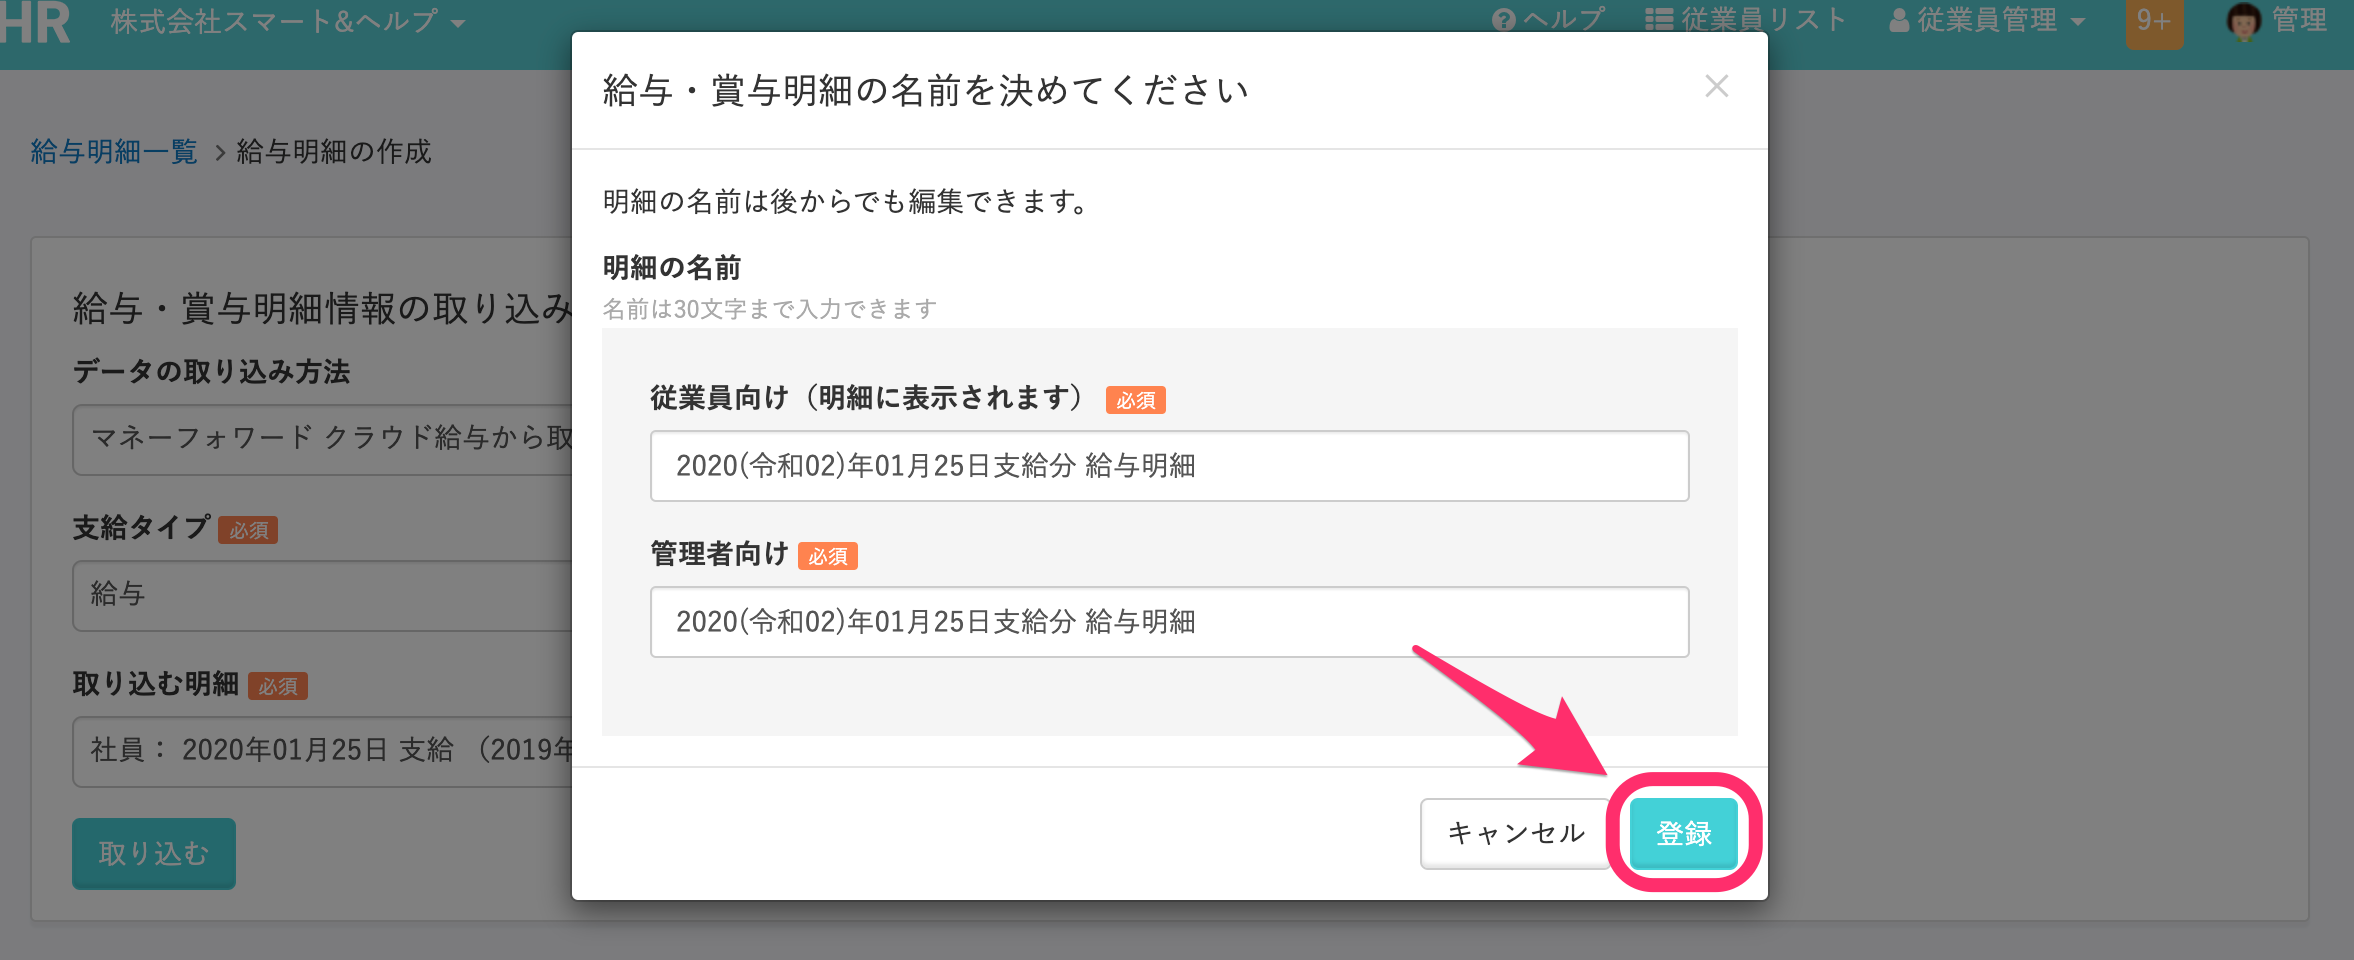 HR 株式会社スマート&ヘルプ ヘルプ 従業員リスト 従業員管理 9+ 管理
給与明細一覧 > 給与明細の作成
給与・賞与明細情報の取り込み
データの取り込み方法
マネーフォワード クラウド給与から取
支給タイプ 必須
給与
取り込む明細 必須
社員： 2020年01月25日 支給 （2019年
取り込む
給与・賞与明細の名前を決めてください ×
明細の名前は後からでも編集できます。
明細の名前
名前は30文字まで入力できます
従業員向け（明細に表示されます） 必須
2020(令和02)年01月25日支給分 給与明細
管理者向け 必須
2020(令和02)年01月25日支給分 給与明細
キャンセル 登録